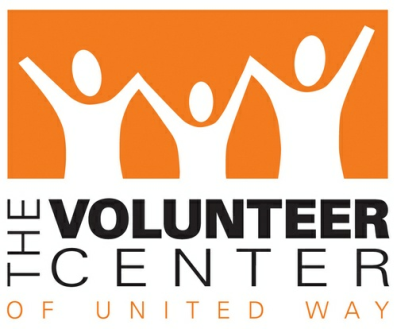 THE
VOLUNTEER
CENTER
OF UNITED WAY